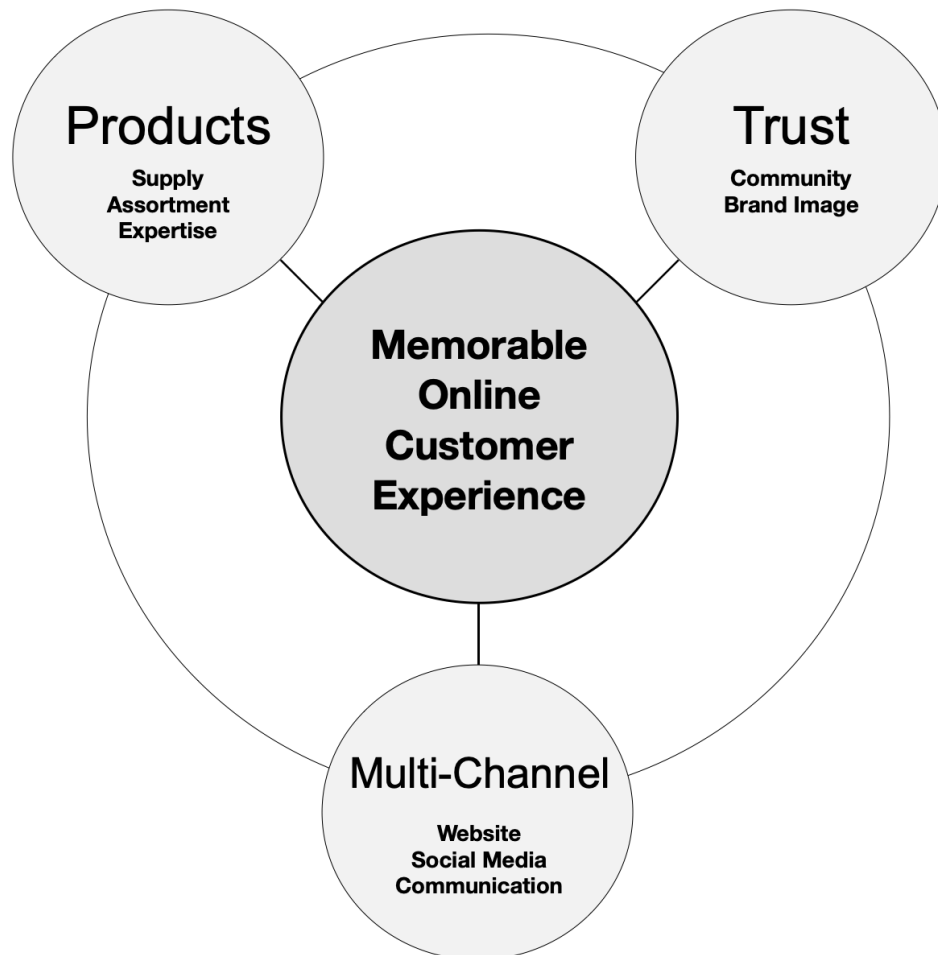 Products
Supply
Assortment
Expertise
Trust
Community
Brand Image
Memorable
Online
Customer
Experience
Multi-Channel
Website
Social Media
Communication